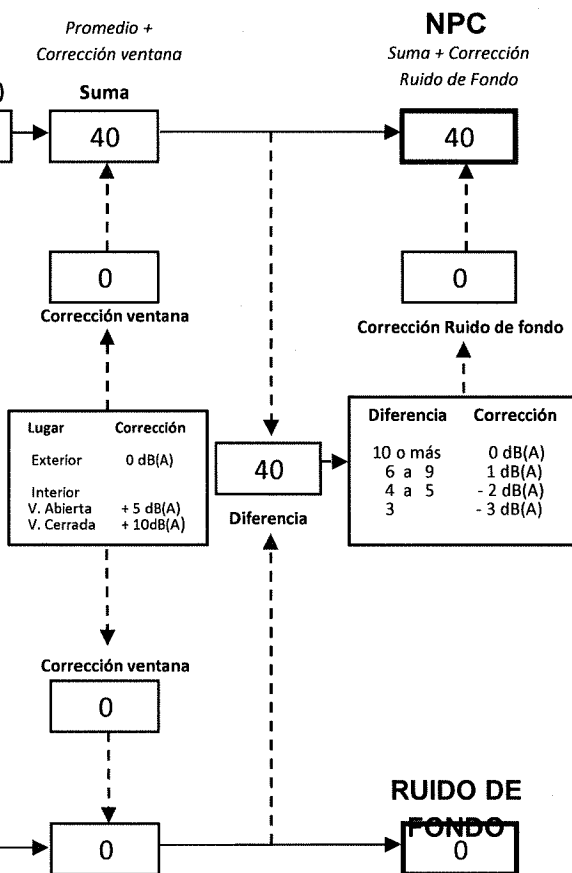 Promedio +
Corrección ventana
Suma
40
NPC
Suma + Corrección
Ruido de Fondo
40
)
0
Corrección ventana
0
Corrección Ruido de fondo
Lugar Corrección
Exterior 0 dB(A)
Interior
V. Abierta + 5 dB(A)
V. Cerrada + 10dB(A)
40
Diferencia
Diferencia Corrección
10 o más 0 dB(A)
6 a 9 1 dB(A)
4 a 5 - 2 dB(A)
3 - 3 dB(A)
Corrección ventana
0
0
RUIDO DE
FONDO
0